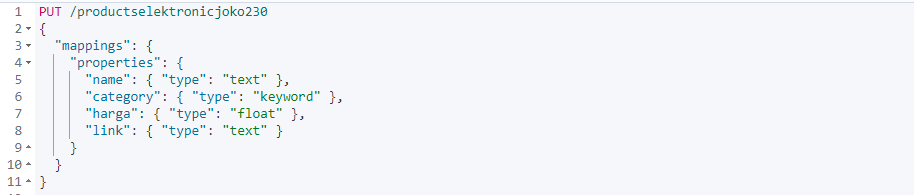 1 PUT /productselektronicjoko230
2 {
3 "mappings": {
4 "properties": {
5 "name": { "type": "text" },
6 "category": { "type": "keyword" },
7 "harga": { "type": "float" },
8 "link": { "type": "text" }
9 }
10 }
11 }